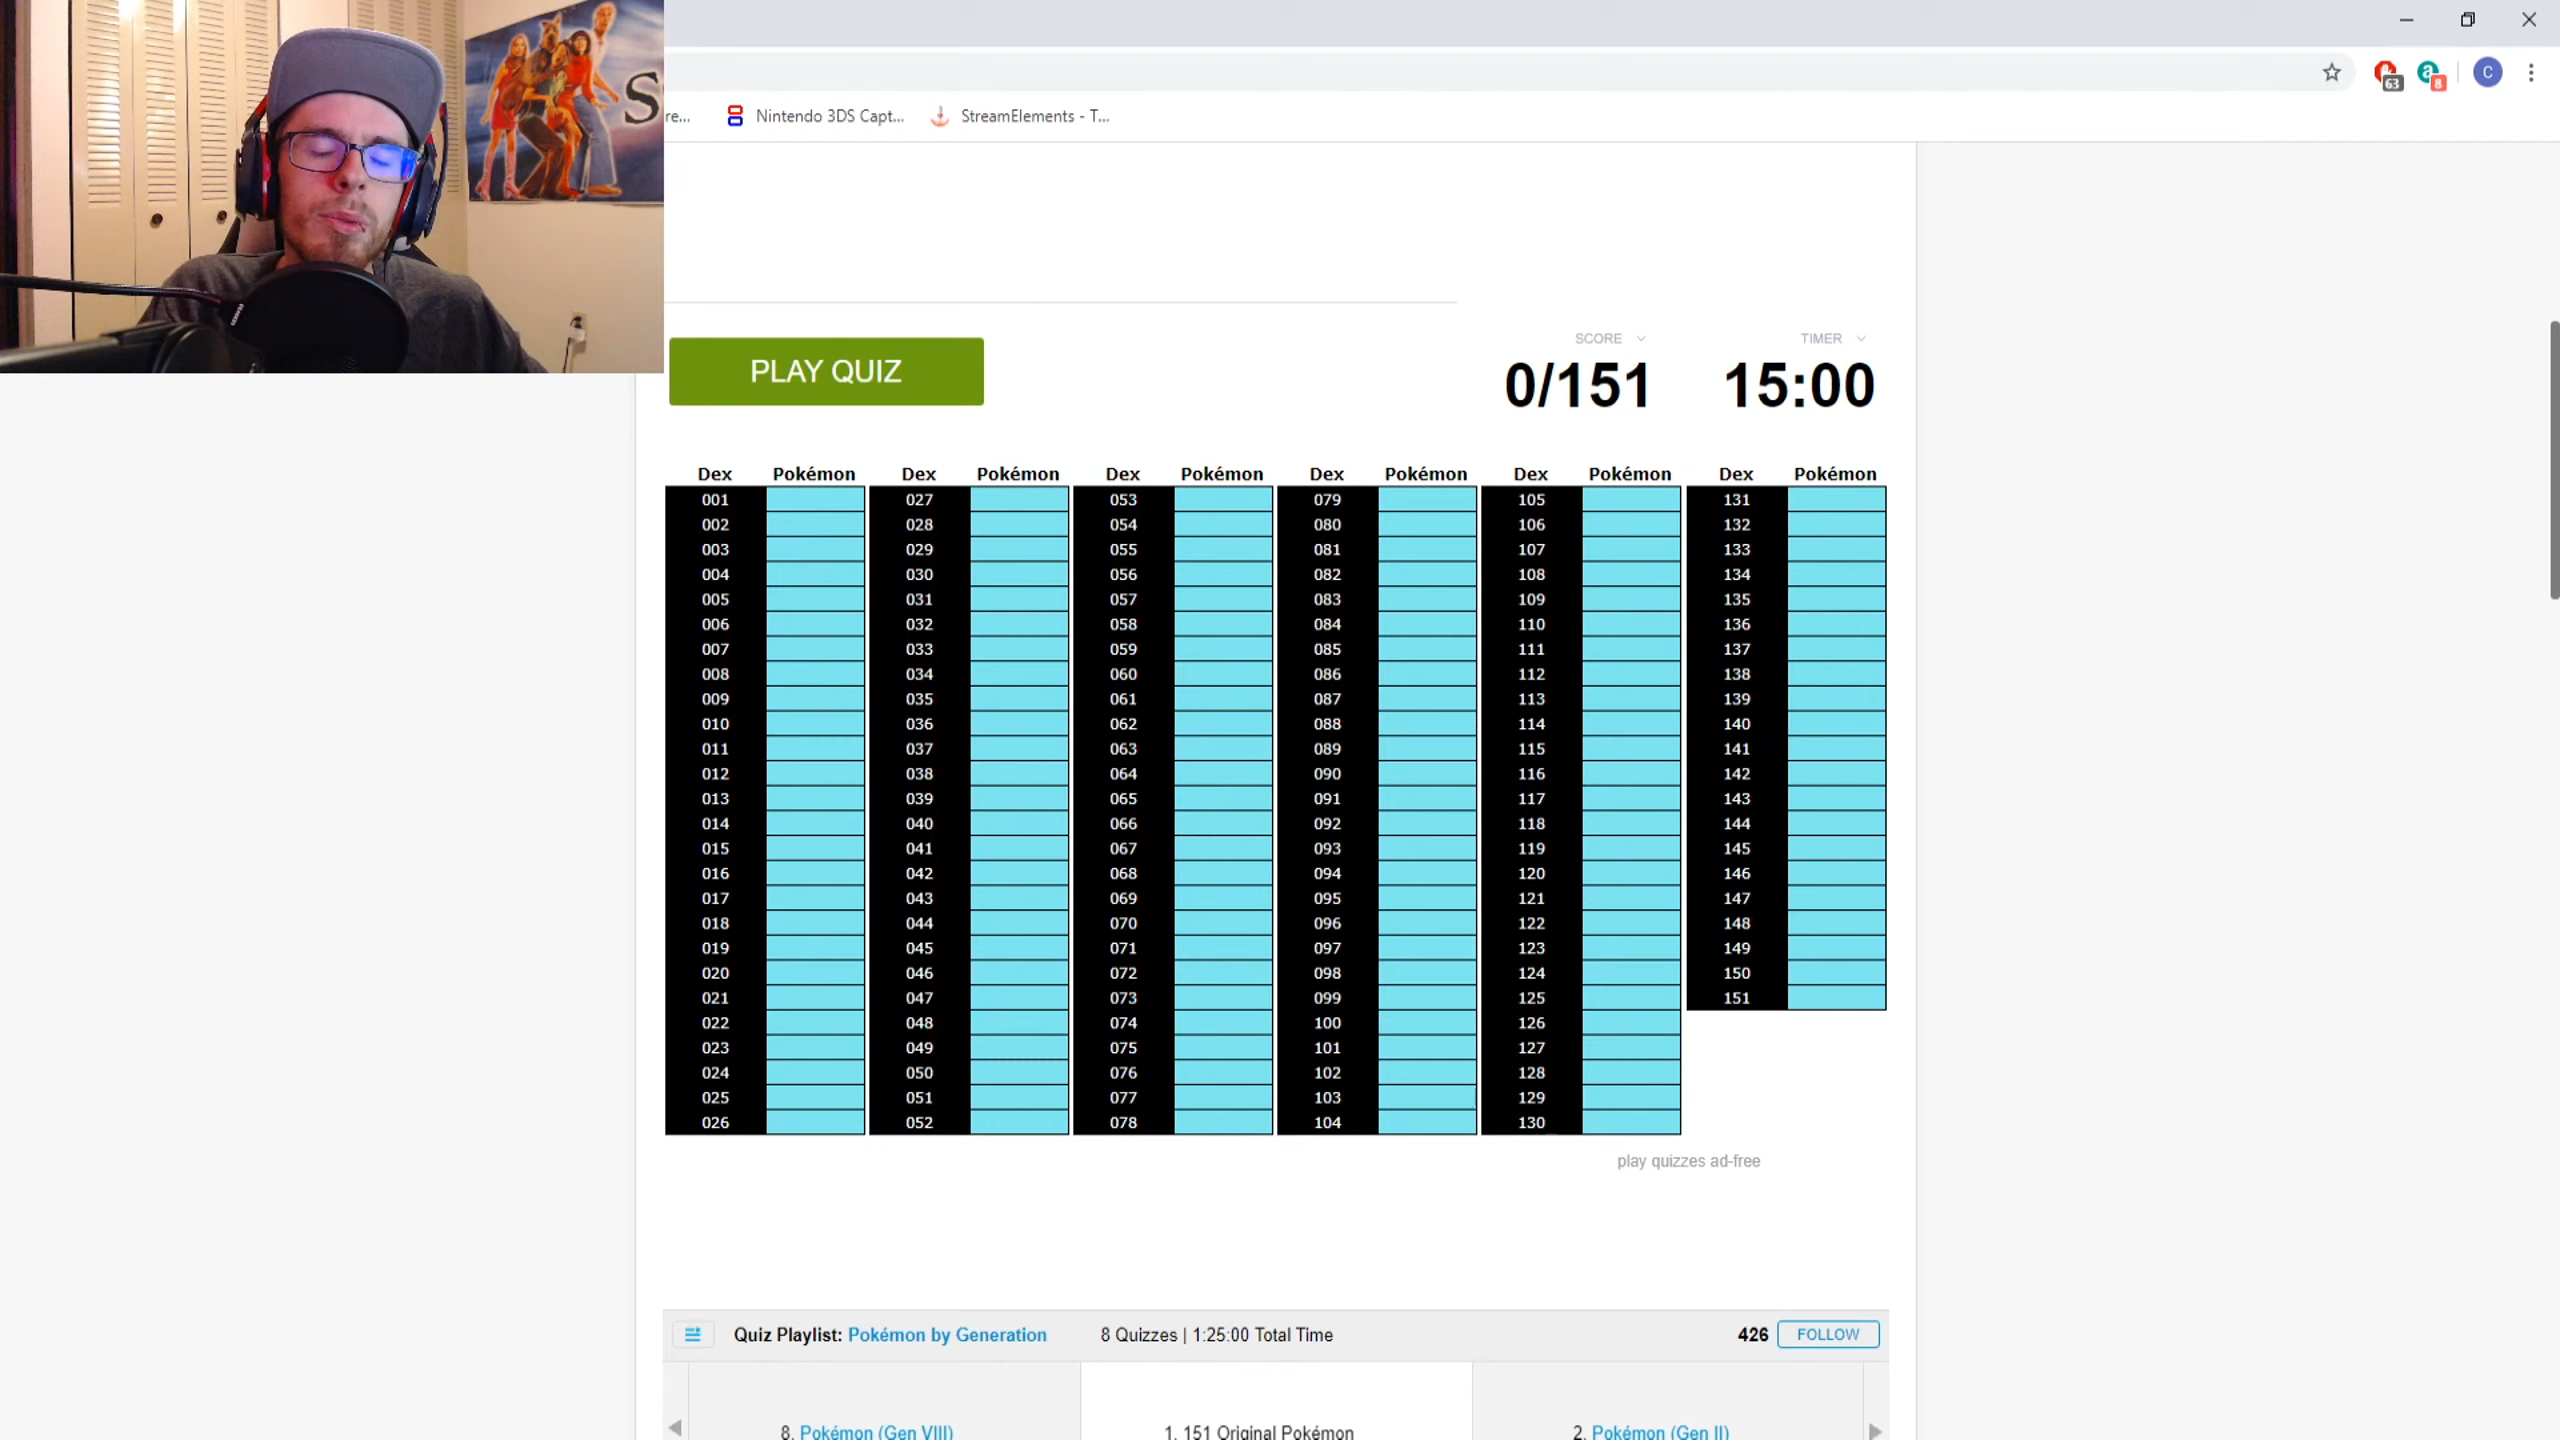 63
8
C
re...
Nintendo 3DS Capt...
StreamElements - T...
S
PLAY QUIZ
SCORE
TIMER
0/151
15:00
Dex Pokémon Dex Pokémon Dex Pokémon Dex Pokémon Dex Pokémon Dex Pokémon
001 027 053 079 105 131
002 028 054 080 106 132
003 029 055 081 107 133
004 030 056 082 108 134
005 031 057 083 109 135
006 032 058 084 110 136
007 033 059 085 111 137
008 034 060 086 112 138
009 035 061 087 113 139
010 036 062 088 114 140
011 037 063 089 115 141
012 038 064 090 116 142
013 039 065 091 117 143
014 040 066 092 118 144
015 041 067 093 119 145
016 042 068 094 120 146
017 043 069 095 121 147
018 044 070 096 122 148
019 045 071 097 123 149
020 046 072 098 124 150
021 047 073 099 125 151
022 048 074 100 126
023 049 075 101 127
024 050 076 102 128
025 051 077 103 129
026 052 078 104 130
play quizzes ad-free
Quiz Playlist: Pokémon by Generation 8 Quizzes | 1:25:00 Total Time 426 FOLLOW
8. Pokémon (Gen VIII) 1. 151 Original Pokémon 2. Pokémon (Gen II)